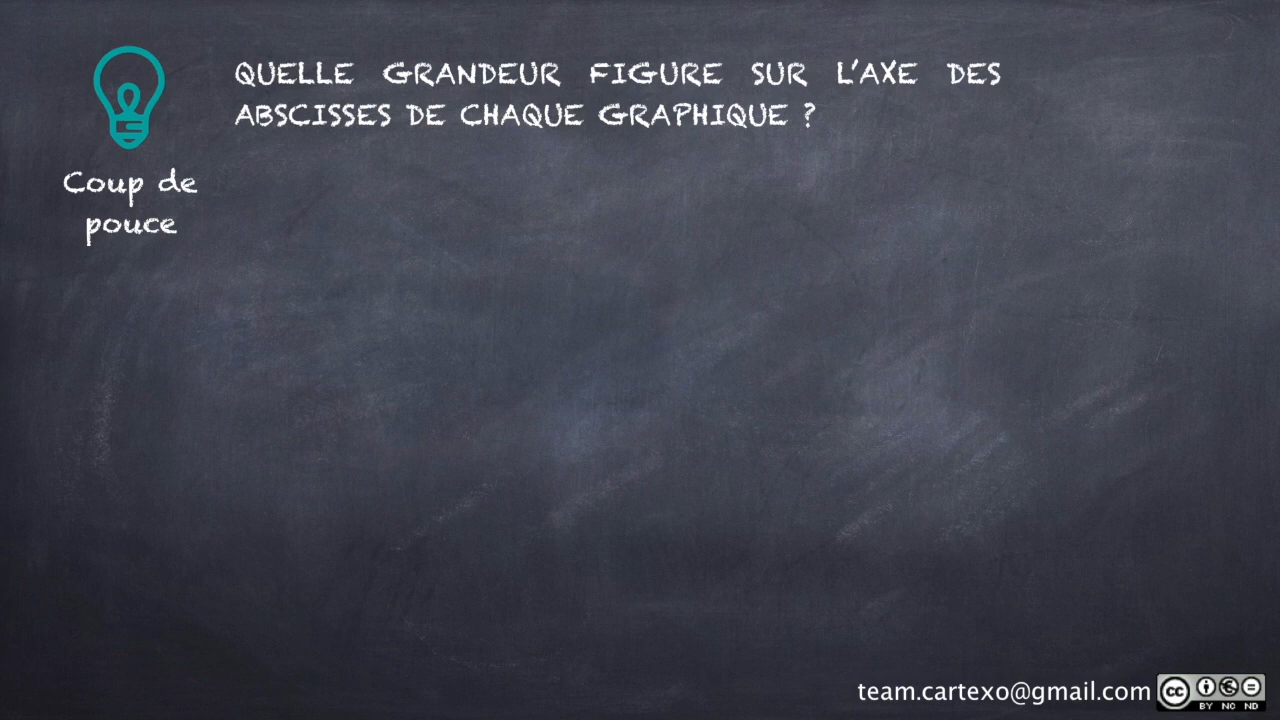 QUELLE GRANDEUR FIGURE SUR L'AXE DES
ABSCISSES DE CHAQUE GRAPHIQUE ?
Coup de
pouce
team.cartexo@gmail.com
cc
BY NC ND